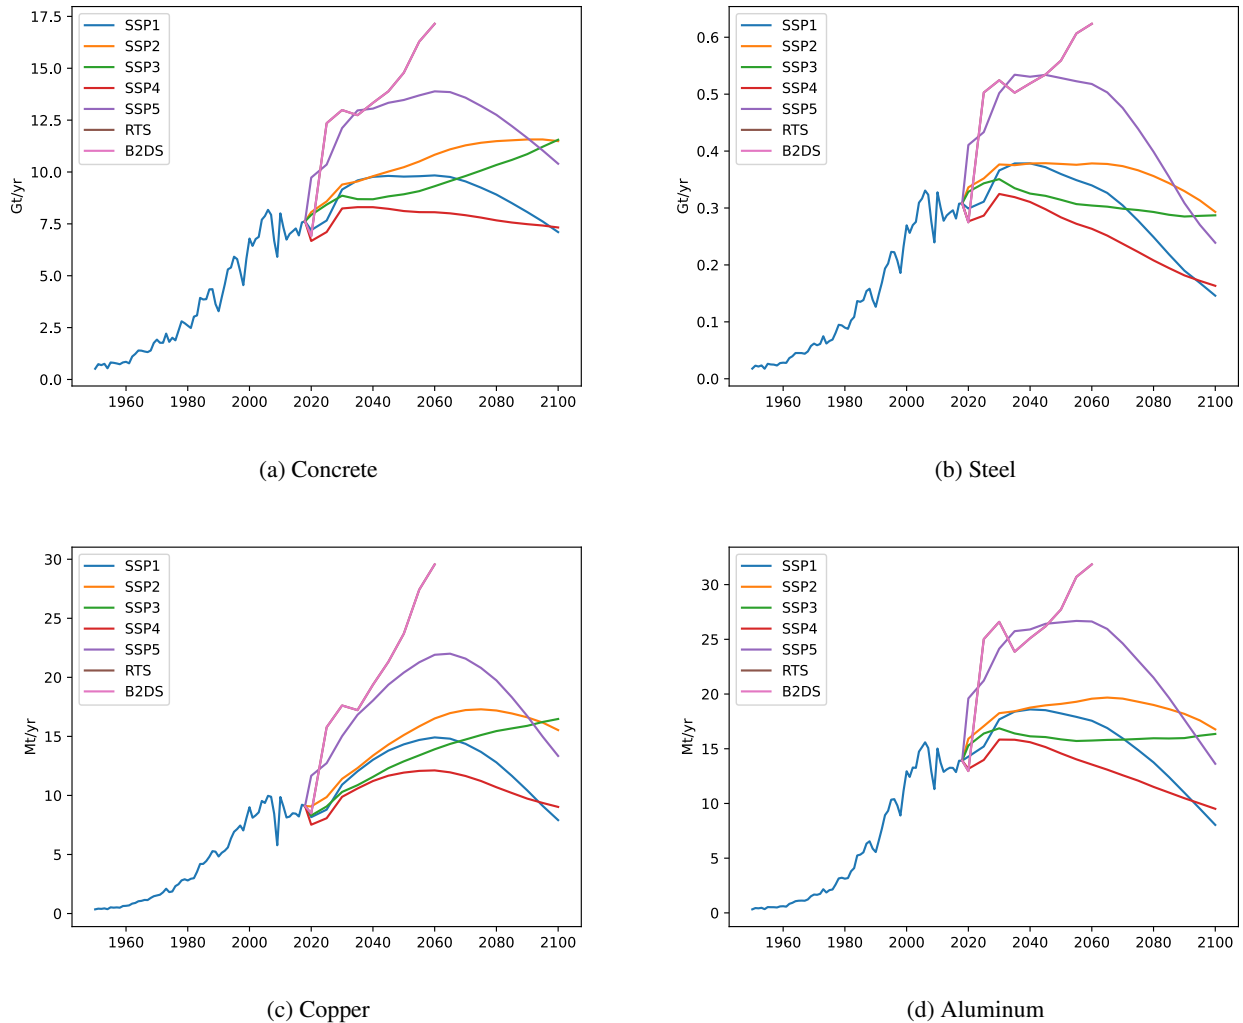 17.5
15.0
12.5
10.0
7.5
5.0
2.5
0.0
Gt/yr
SSP1
SSP2
SSP3
SSP4
SSP5
RTS
B2DS
1960 1980 2000 2020 2040 2060 2080 2100
(a) Concrete
0.6
0.5
0.4
0.3
0.2
0.1
0.0
Gt/yr
SSP1
SSP2
SSP3
SSP4
SSP5
RTS
B2DS
1960 1980 2000 2020 2040 2060 2080 2100
(b) Steel
30
25
20
15
10
5
0
Mt/yr
SSP1
SSP2
SSP3
SSP4
SSP5
RTS
B2DS
1960 1980 2000 2020 2040 2060 2080 2100
(c) Copper
30
25
20
15
10
5
0
Mt/yr
SSP1
SSP2
SSP3
SSP4
SSP5
RTS
B2DS
1960 1980 2000 2020 2040 2060 2080 2100
(d) Aluminum